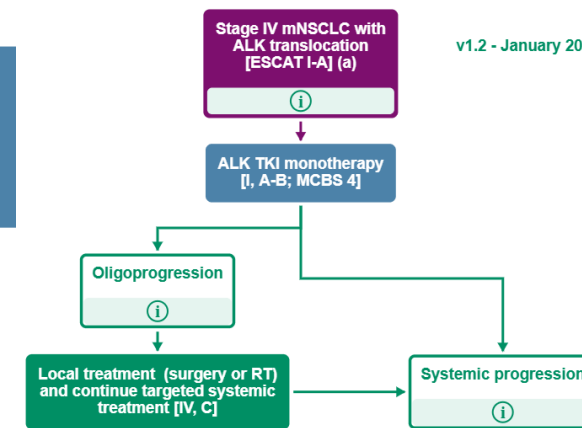 Stage IV mNSCLC with
ALK translocation
[ESCAT I-A] (a)
v1.2 - January 20
i
ALK TKI monotherapy
[I, A-B; MCBS 4]
Oligoprogression
i
Local treatment (surgery or RT)
and continue targeted systemic
treatment [IV, C]
Systemic progression
i